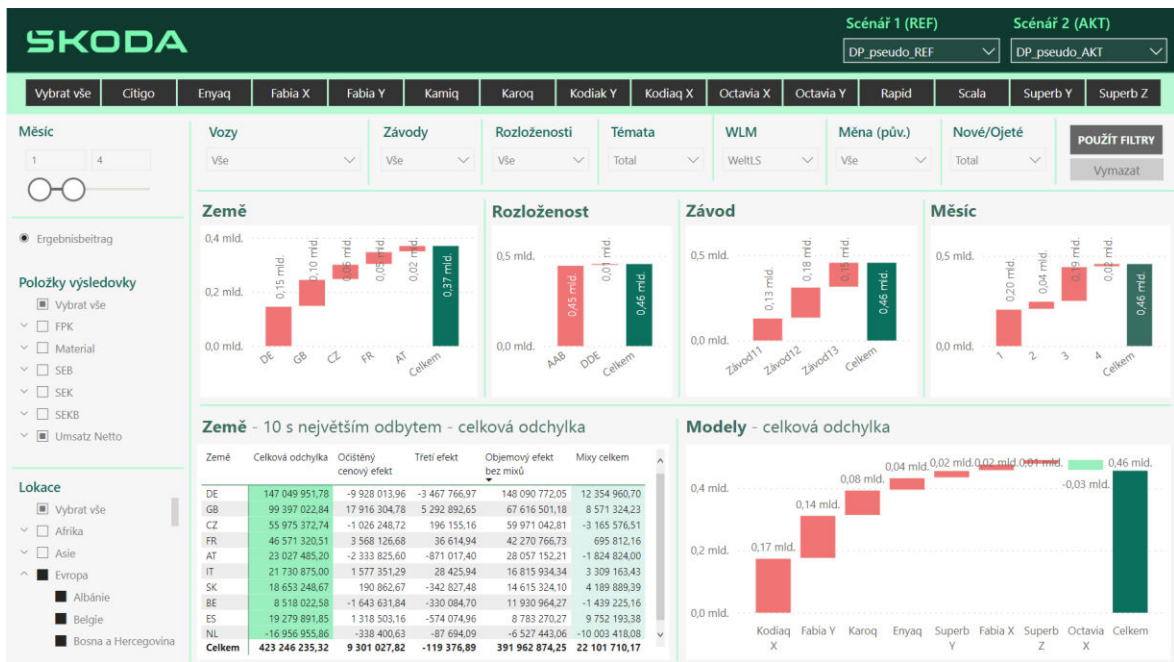 ŠKODA
Scénář 1 (REF) Scénář 2 (AKT)
DP_pseudo_REF DP_pseudo_AKT
Vybrat vše Citigo Enyaq Fabia X Fabia Y Kamiq Karoq Kodiak Y Kodiaq X Octavia X Octavia Y Rapid Scala Superb Y Superb Z
Měsíc Vozy Závody Rozloženosti Témata WLM Měna (pův.) Nové/Ojeté
1 4 Vše Vše Vše Total WeltLS Vše Total
POUŽÍT FILTRY
Vymazat
Ergebnisbeitrag
Položky výsledovky
Vybrat vše
FPK
Material
SEB
SEK
SEKB
Umsatz Netto
Lokace
Vybrat vše
Afrika
Asie
Evropa
Albánie
Belgie
Bosna a Hercegovina
Země
0,4 mld.
0,2 mld.
0,0 mld.
0,15 mld. 0,10 mld. 0,06 mld. 0,05 mld. 0,02 mld. 0,37 mld.
DE GB CZ FR AT Celkem
Rozloženost
0,5 mld.
0,0 mld.
0,45 mld. 0,01 mld. 0,46 mld.
AAB DDE Celkem
Závod
0,5 mld.
0,0 mld.
0,13 mld. 0,18 mld. 0,15 mld. 0,46 mld.
Závod11 Závod12 Závod13 Celkem
Měsíc
0,5 mld.
0,0 mld.
0,20 mld. 0,04 mld. 0,19 mld. 0,02 mld. 0,46 mld.
1 2 3 4 Celkem
Země - 10 s největším odbytem - celková odchylka
Země Celková odchylka Očištěný cenový efekt Třetí efekt Objemový efekt bez mixů Mixy celkem
DE 147 049 951,78 -9 928 013,96 -3 467 766,97 148 090 772,05 12 354 960,70
GB 99 397 022,84 17 916 304,78 5 292 892,65 67 616 501,18 8 571 324,23
CZ 55 975 372,74 -1 026 248,72 196 155,16 59 971 042,81 -3 165 576,51
FR 46 571 320,51 3 568 126,68 36 614,94 42 270 766,73 695 812,16
AT 23 027 485,20 -2 333 825,60 -871 017,40 28 057 152,21 -1 824 824,00
IT 21 730 875,00 1 577 351,29 28 425,94 16 815 934,34 3 309 163,43
SK 18 653 248,67 190 862,67 -342 827,48 14 615 324,10 4 189 889,39
BE 8 518 022,58 -1 643 631,84 -330 084,70 11 930 964,27 -1 439 225,16
ES 19 279 891,85 1 318 503,16 -574 074,96 8 783 270,27 9 752 193,38
NL -16 956 955,86 -338 400,63 -87 694,09 -6 527 443,06 -10 003 418,08
Celkem 423 246 235,32 9 301 027,82 -119 376,89 391 962 874,25 22 101 710,17
Modely - celková odchylka
0,4 mld.
0,2 mld.
0,0 mld.
0,17 mld. 0,14 mld. 0,08 mld. 0,04 mld. 0,02 mld. 0,02 mld. 0,01 mld. -0,03 mld. 0,46 mld.
Kodiaq X Fabia Y Karoq Enyaq Superb Y Fabia X Superb Z Octavia X Celkem